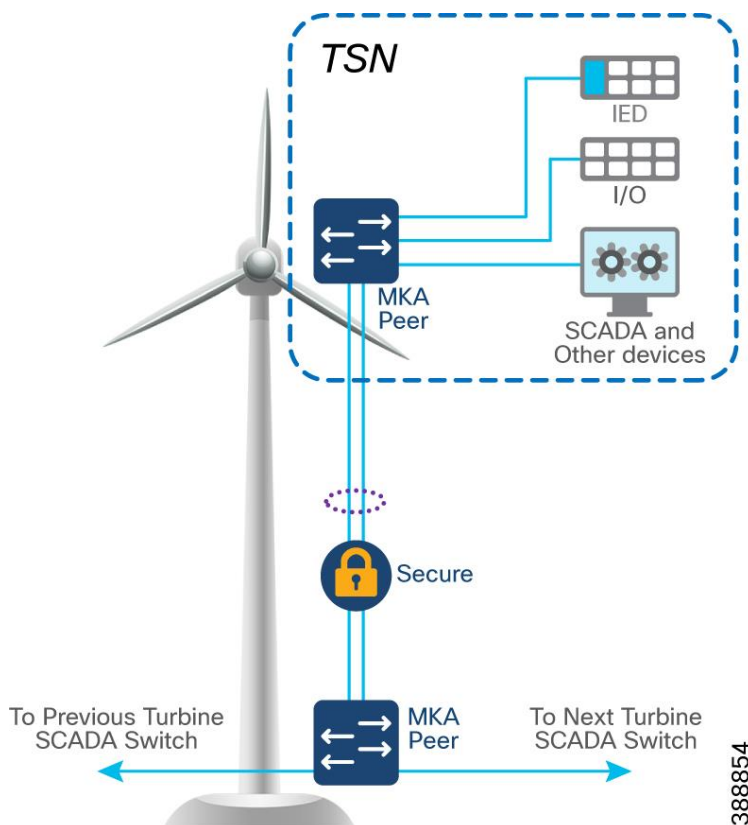 TSN
IED
I/O
MKA
Peer
SCADA and
Other devices
Secure
To Previous Turbine
SCADA Switch
MKA
Peer
To Next Turbine
SCADA Switch
388854